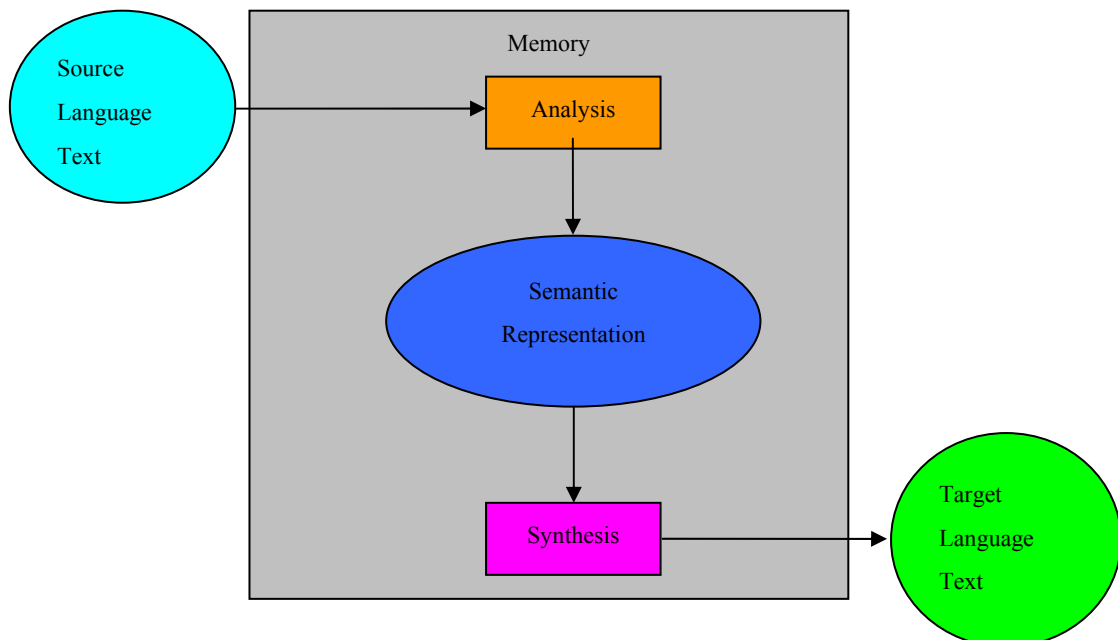 Memory
Source
Language
Text
Analysis
Semantic
Representation
Synthesis
Target
Language
Text